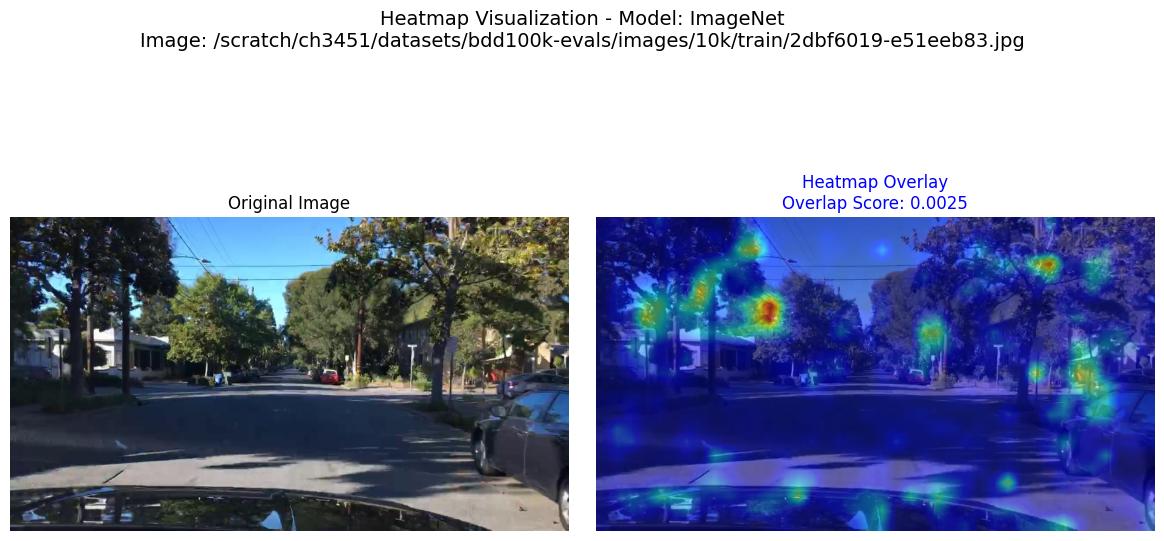 Heatmap Visualization - Model: ImageNet
Image: /scratch/ch3451/datasets/bdd100k-evals/images/10k/train/2dbf6019-e51eeb83.jpg
Original Image
Heatmap Overlay
Overlap Score: 0.0025